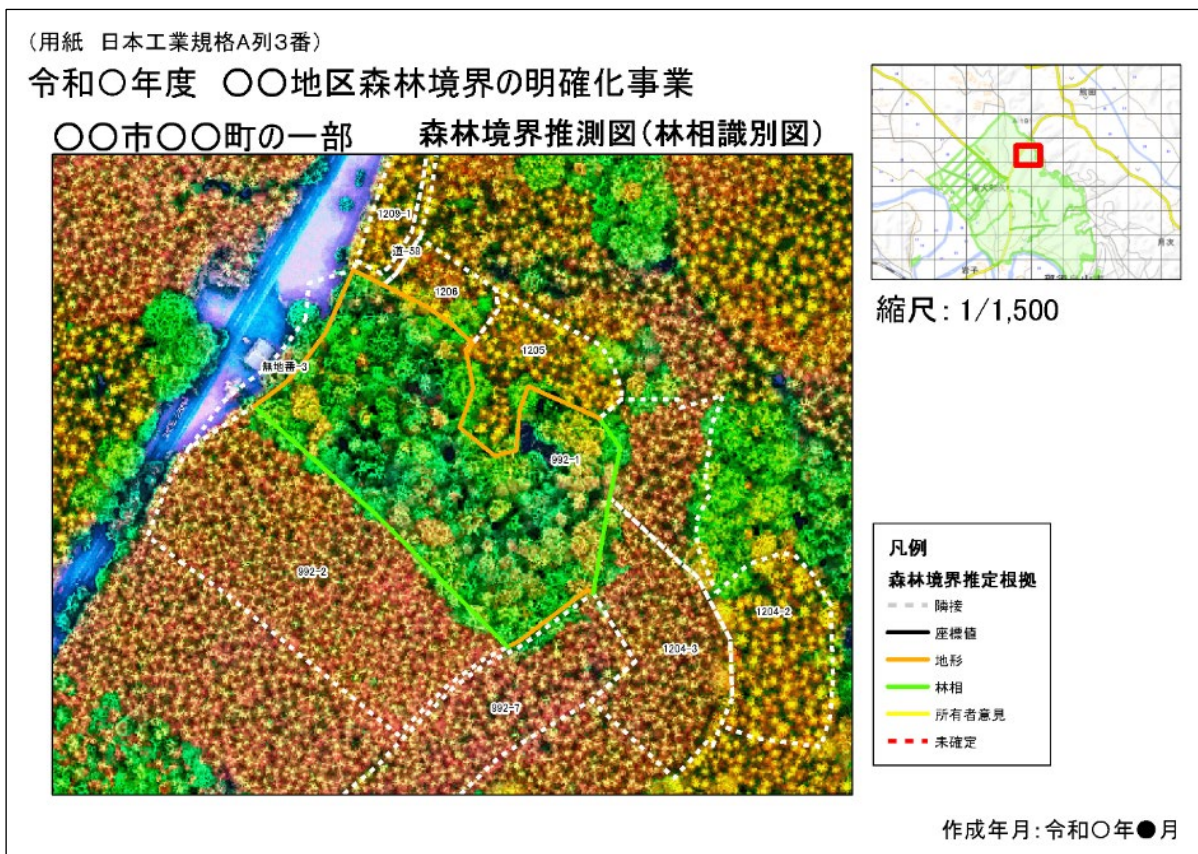 (用紙 日本工業規格A列3番)
令和〇年度 〇〇地区森林境界の明確化事業
〇〇市〇〇町の一部 森林境界推測図(林相識別図)
1209-1
道-58
1206
1205
無地番-3
992-1
992-2
1204-2
1204-3
992-7
縮尺:1/1,500
凡例
森林境界推定根拠
隣接
座標値
地形
林相
所有者意見
未確定
作成年月:令和〇年●月